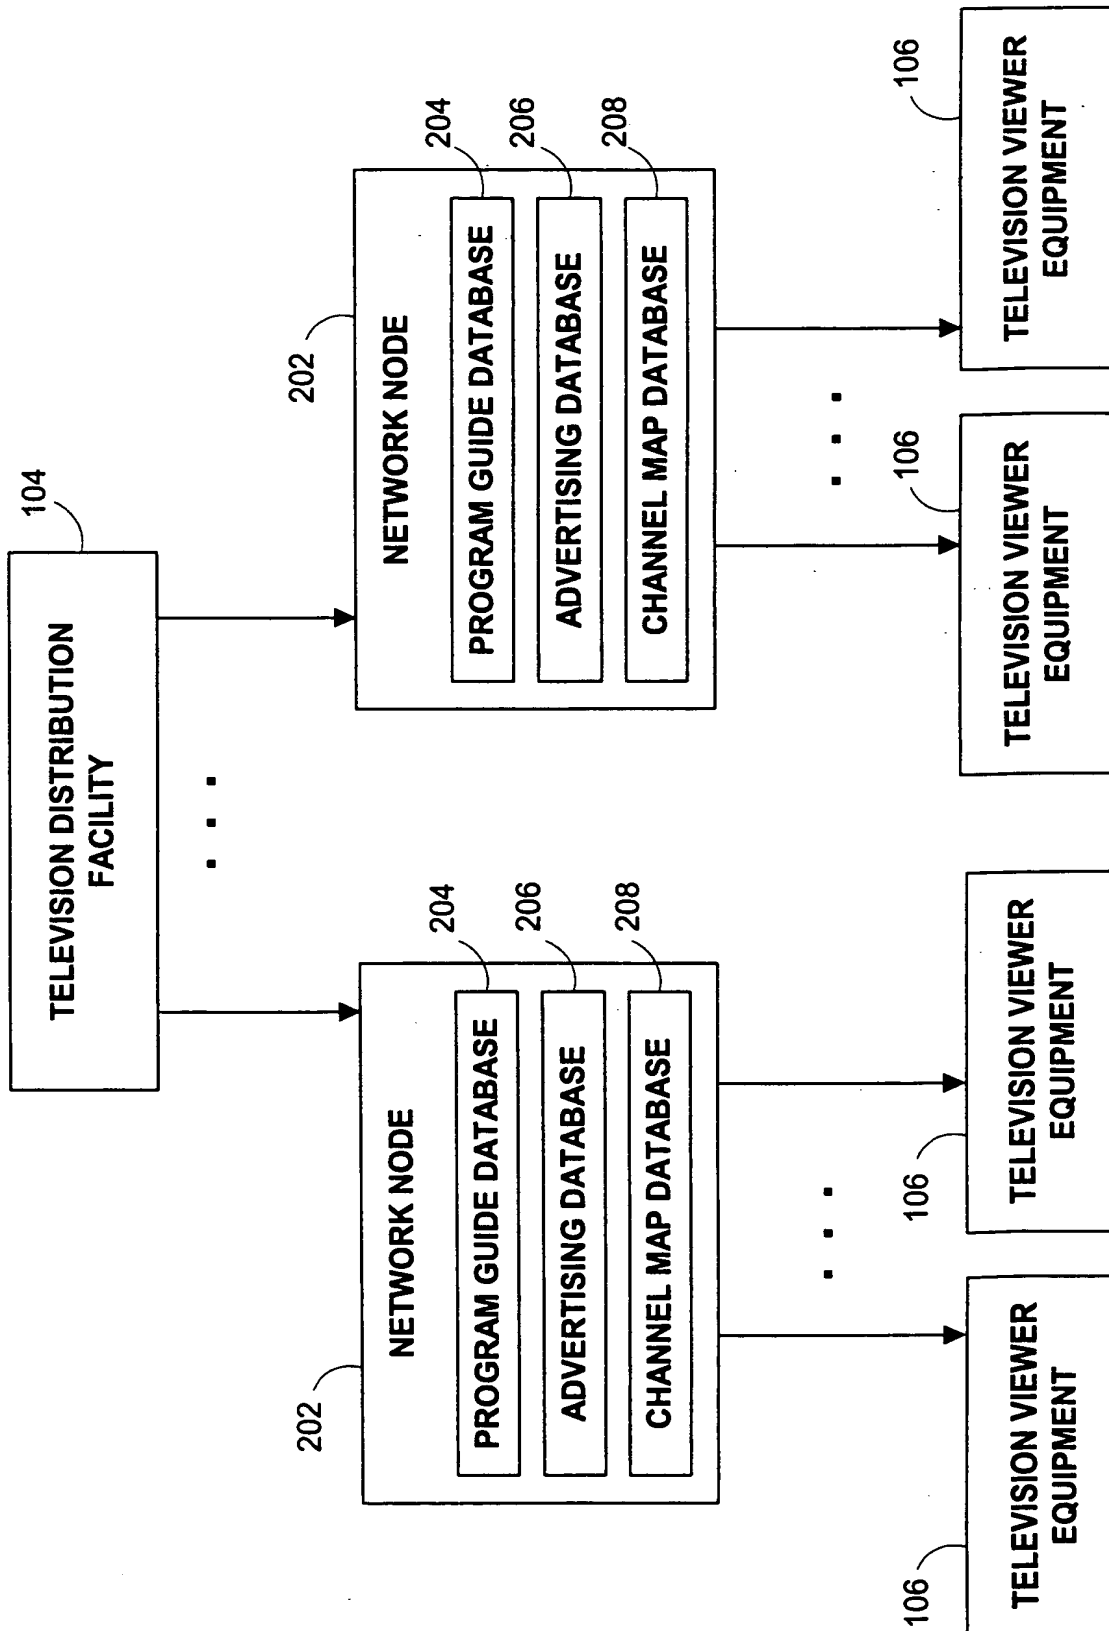 TELEVISION DISTRIBUTION
FACILITY
104
202
NETWORK NODE
PROGRAM GUIDE DATABASE
204
ADVERTISING DATABASE
206
CHANNEL MAP DATABASE
208
202
NETWORK NODE
PROGRAM GUIDE DATABASE
204
ADVERTISING DATABASE
206
CHANNEL MAP DATABASE
208
106
TELEVISION VIEWER
EQUIPMENT
106
TELEVISION VIEWER
EQUIPMENT
106
TELEVISION VIEWER
EQUIPMENT
106
TELEVISION VIEWER
EQUIPMENT